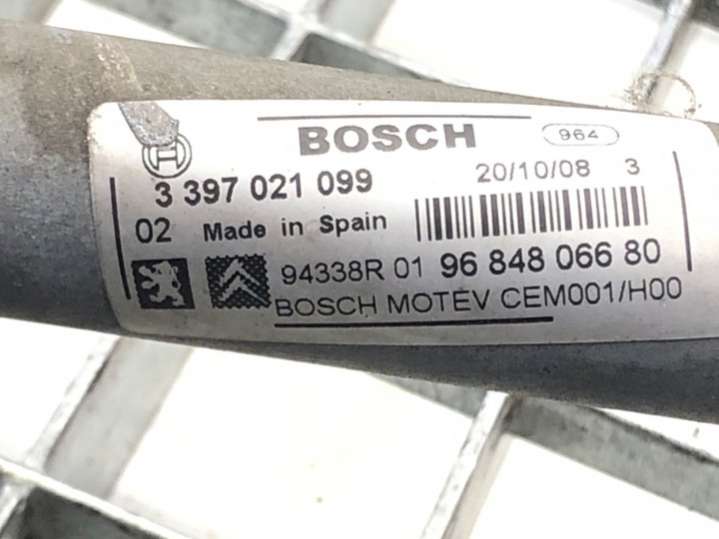 BOSCH 964
3 397 021 099 20/10/08 3
02 Made in Spain
94338R 01 96 848 066 80
BOSCH MOTEV CEM001/H00